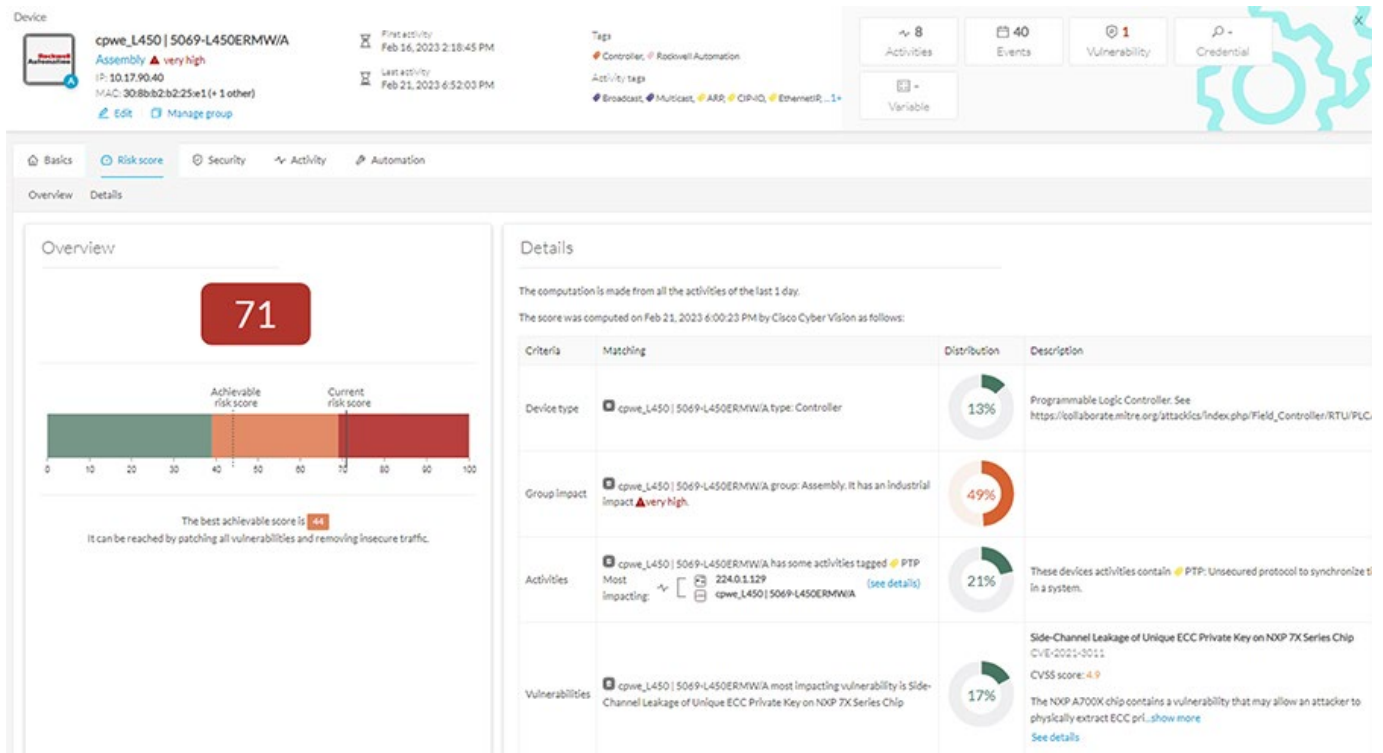 Device
Rockwell
Automation
A
cpwe_L450 | 5069-L450ERMW/A
Assembly very high
IP: 10.17.90.40
MAC: 30:8b:b2:b2:25:e1 (+ 1 other)
Edit Manage group
First activity
Feb 16, 2023 2:18:45 PM
Last activity
Feb 21, 2023 6:52:03 PM
Tags
Controller, Rockwell Automation
Activity tags
Broadcast, Multicast, ARP, CIP-IO, EthernetIP, ...1+
8
Activities
40
Events
1
Vulnerability
-
Credential
-
Variable
X
Basics Risk score Security Activity Automation
Overview Details
Overview
71
Achievable
risk score
Current
risk score
0 10 20 30 40 50 60 70 80 90 100
The best achievable score is 44
It can be reached by patching all vulnerabilities and removing insecure traffic.
Details
The computation is made from all the activities of the last 1 day.
The score was computed on Feb 21, 2023 6:00:23 PM by Cisco Cyber Vision as follows:
Criteria Matching Distribution Description
Device type
cpwe_L450 | 5069-L450ERMW/A type: Controller
13%
Programmable Logic Controller. See
https://collaborate.mitre.org/attackics/index.php/Field_Controller/RTU/PLC/
Group impact
cpwe_L450 | 5069-L450ERMW/A group: Assembly. It has an industrial
impact very high.
49%
Activities
cpwe_L450 | 5069-L450ERMW/A has some activities tagged PTP
Most
impacting:
224.0.1.129
cpwe_L450 | 5069-L450ERMW/A
(see details)
21%
These devices activities contain PTP: Unsecured protocol to synchronize ti
in a system.
Vulnerabilities
cpwe_L450 | 5069-L450ERMW/A most impacting vulnerability is Side-
Channel Leakage of Unique ECC Private Key on NXP 7X Series Chip
17%
Side-Channel Leakage of Unique ECC Private Key on NXP 7X Series Chip
CVE-2021-3011
CVSS score: 4.9
The NXP A700X chip contains a vulnerability that may allow an attacker to
physically extract ECC pri...show more
See details